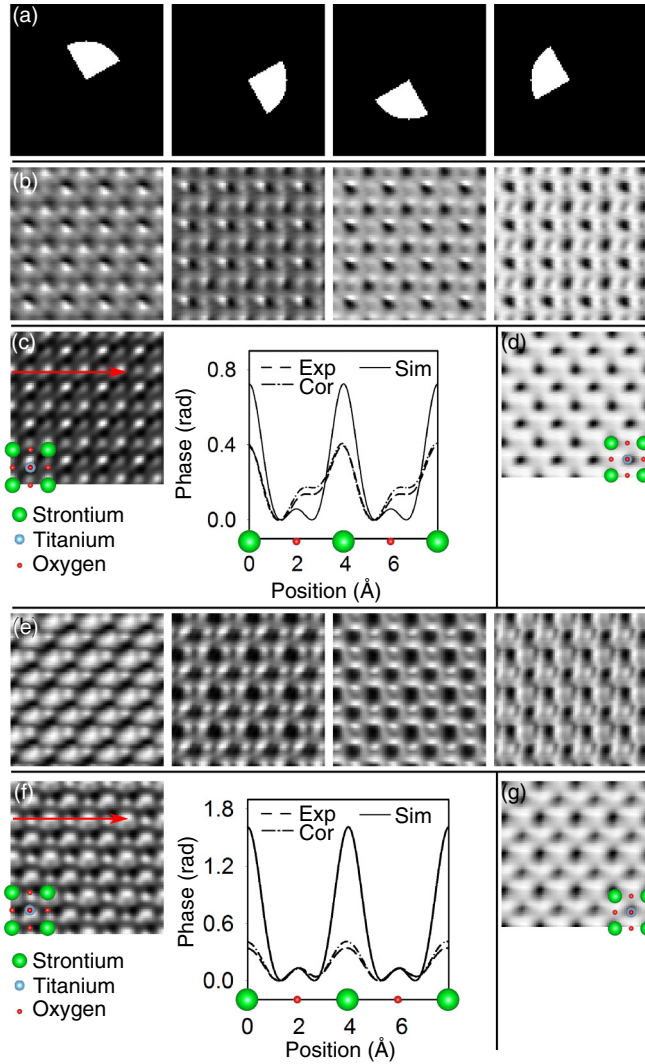 (a)
(b)
(c)
0.8
0.4
0.0
Phase (rad)
Exp
Sim
Cor
0 2 4 6
Position (Å)
(d)
Strontium
Titanium
Oxygen
(e)
(f)
1.8
1.2
0.6
0.0
Phase (rad)
Exp
Sim
Cor
0 2 4 6
Position (Å)
(g)
Strontium
Titanium
Oxygen